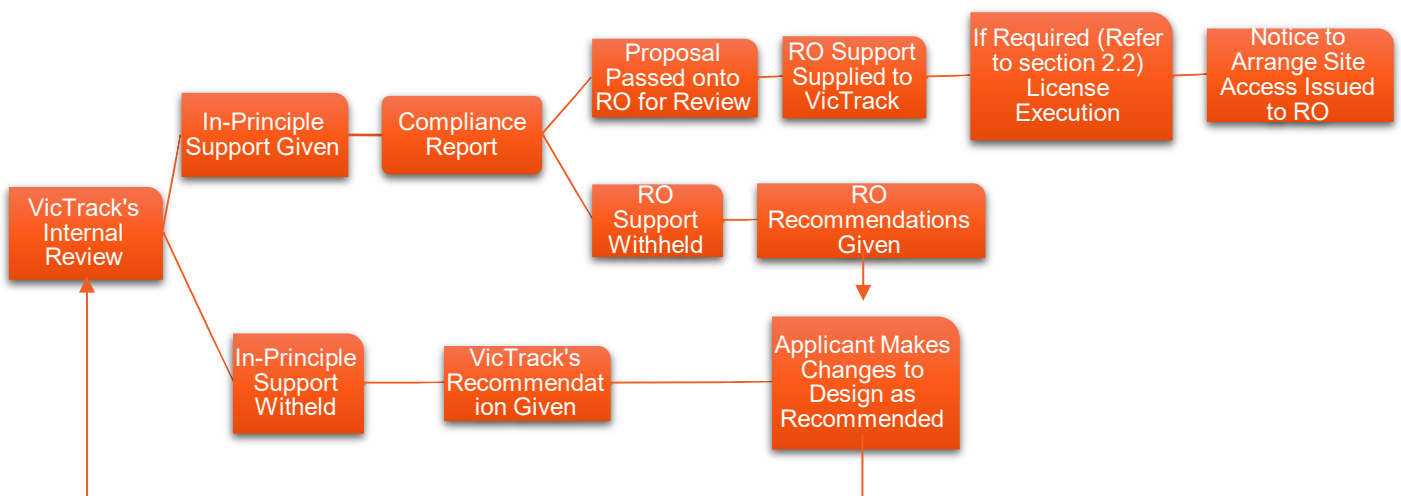 Proposal
Passed onto
RO for Review
RO Support
Supplied to
VicTrack
If Required (Refer
to section 2.2)
License
Execution
Notice to
Arrange Site
Access Issued
to RO
In-Principle
Support Given
Compliance
Report
VicTrack's
Internal
Review
RO
Support
Withheld
RO
Recommendations
Given
In-Principle
Support
Witheld
VicTrack's
Recommendat
ion Given
Applicant Makes
Changes to
Design as
Recommended